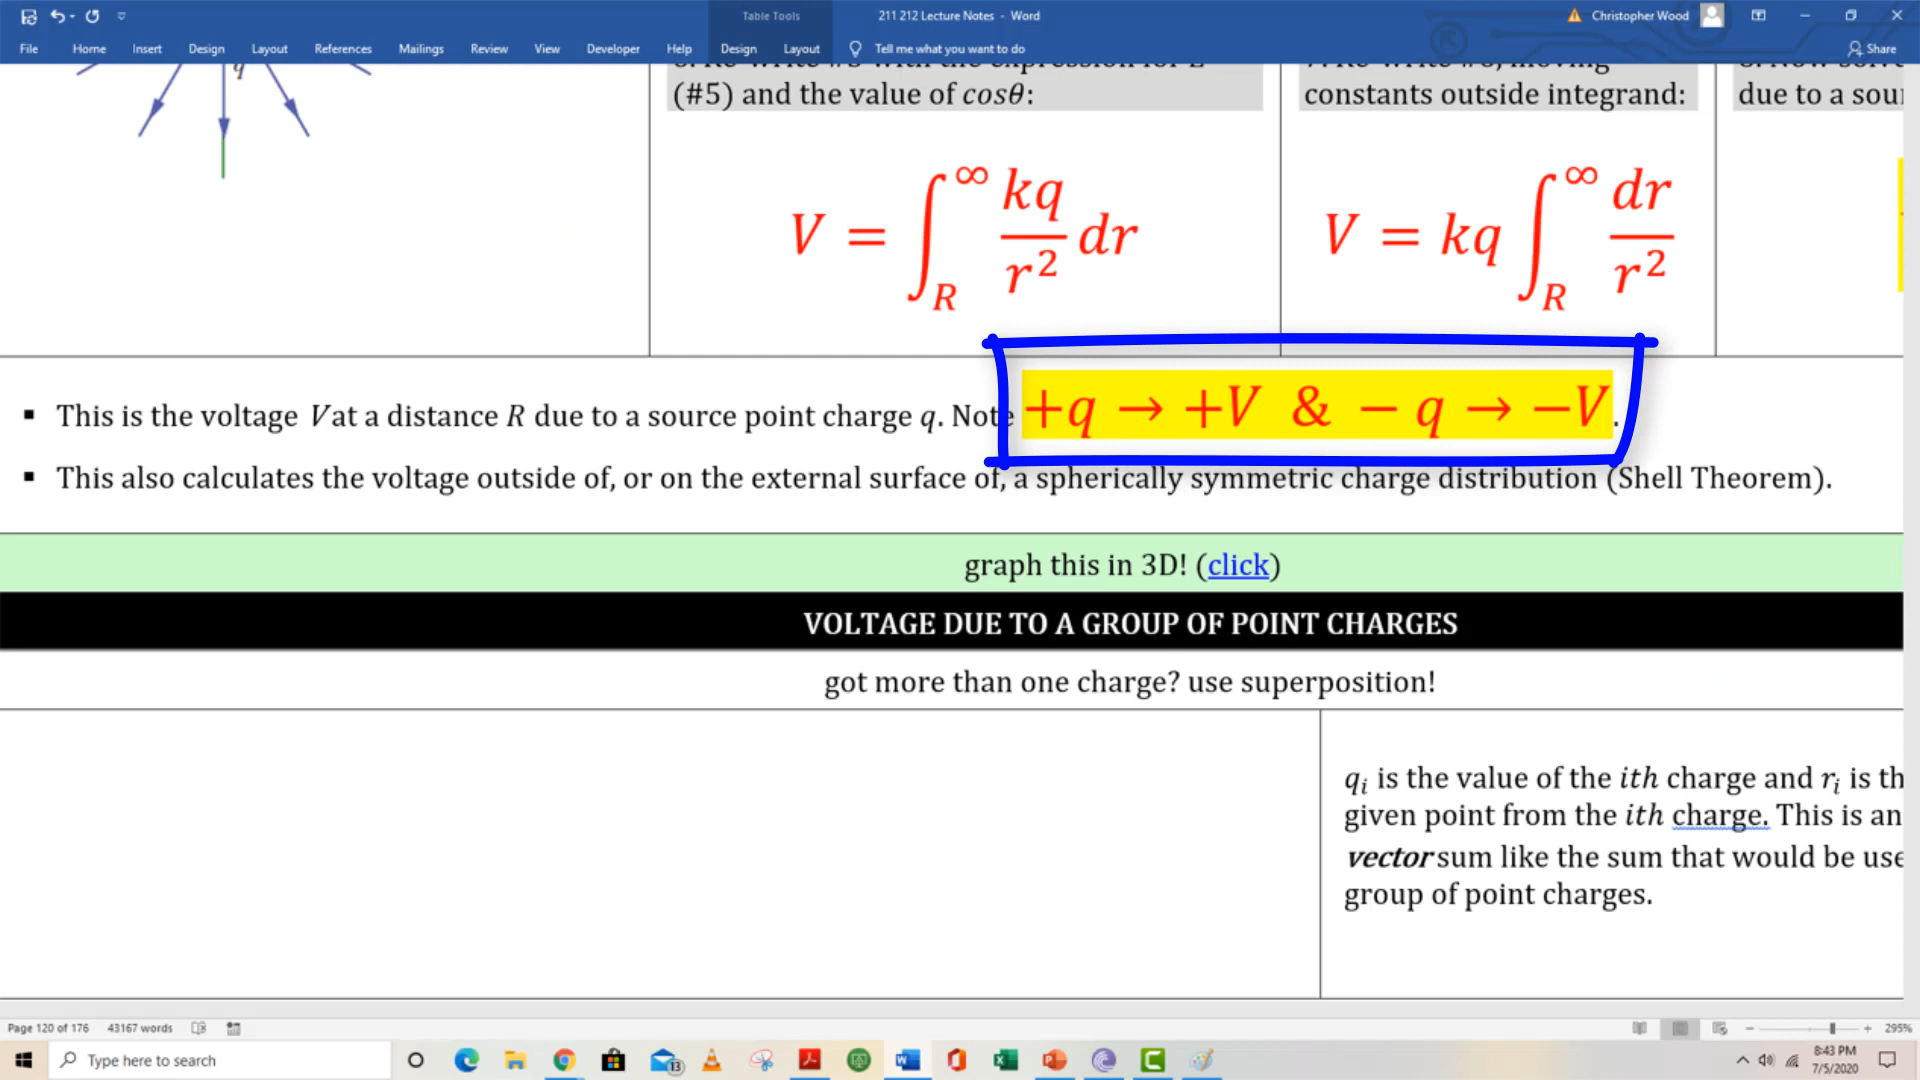 211 212 Lecture Notes - Word
Table Tools
Christopher Wood
File Home Insert Design Layout References Mailings Review View Developer Help Design Layout Tell me what you want to do Share
q
(#5) and the value of cosθ:
constants outside integrand:
due to a sou
V = ∫_R^∞ kq/r² dr
V = kq ∫_R^∞ dr/r²
▪ This is the voltage V at a distance R due to a source point charge q. Note +q → +V & − q → −V.
▪ This also calculates the voltage outside of, or on the external surface of, a spherically symmetric charge distribution (Shell Theorem).
graph this in 3D! (click)
VOLTAGE DUE TO A GROUP OF POINT CHARGES
got more than one charge? use superposition!
qᵢ is the value of the ith charge and rᵢ is th
given point from the ith charge. This is an
vector sum like the sum that would be use
group of point charges.
Page 120 of 176 43167 words
295%
Type here to search
13
8:43 PM
7/5/2020